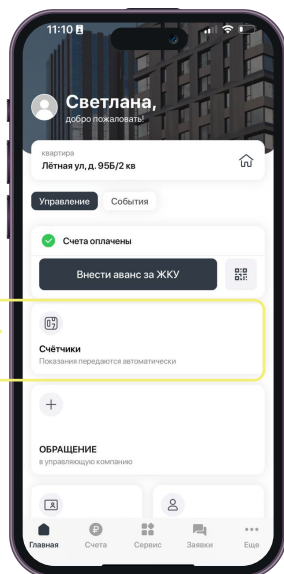 11:10
Светлана,
добро пожаловать!
квартира
Лётная ул, д. 95Б/2 кв
Управление
События
Счета оплачены
Внести аванс за ЖКУ
Счётчики
Показания передаются автоматически
ОБРАЩЕНИЕ
в управляющую компанию
Главная
Счета
Сервис
Заявки
Еще